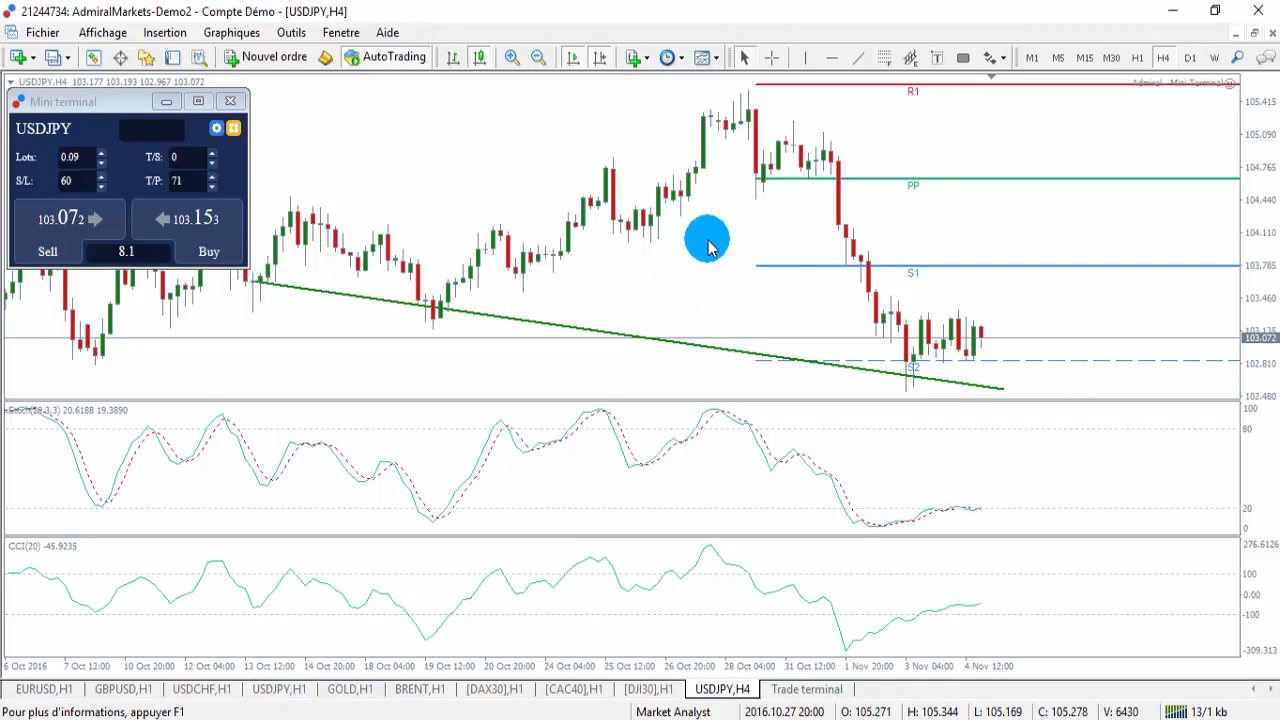 21244734: AdmiralMarkets-Demo2 - Compte Démo - [USDJPY,H4]
Fichier Affichage Insertion Graphiques Outils Fenetre Aide
Nouvel ordre AutoTrading M1 M5 M15 M30 H1 H4 D1 W
USDJPY,H4 103.177 103.193 102.967 103.072
Admiral - Mini Terminal
Mini terminal
USDJPY
Lots: 0.09 T/S: 0
S/L: 60 T/P: 71
103.072 103.153
Sell 8.1 Buy
R1
PP
S1
S2
105.415
105.090
104.765
104.440
104.110
103.785
103.460
103.135
103.072
102.810
102.480
20.6188 19.3890
100
80
20
0
CCI(20) -45.9235
276.6126
100
0.00
-100
-309.313
6 Oct 2016 7 Oct 12:00 10 Oct 20:00 12 Oct 04:00 13 Oct 12:00 14 Oct 20:00 18 Oct 04:00 19 Oct 12:00 20 Oct 20:00 24 Oct 04:00 25 Oct 12:00 26 Oct 20:00 28 Oct 04:00 31 Oct 12:00 1 Nov 20:00 3 Nov 04:00 4 Nov 12:00
EURUSD,H1 GBPUSD,H1 USDCHF,H1 USDJPY,H1 GOLD,H1 BRENT,H1 [DAX30],H1 [CAC40],H1 [DJI30],H1 USDJPY,H4 Trade terminal
Pour plus d'informations, appuyer F1 Market Analyst 2016.10.27 20:00 O: 105.271 H: 105.344 L: 105.169 C: 105.278 V: 6430 13/1 kb